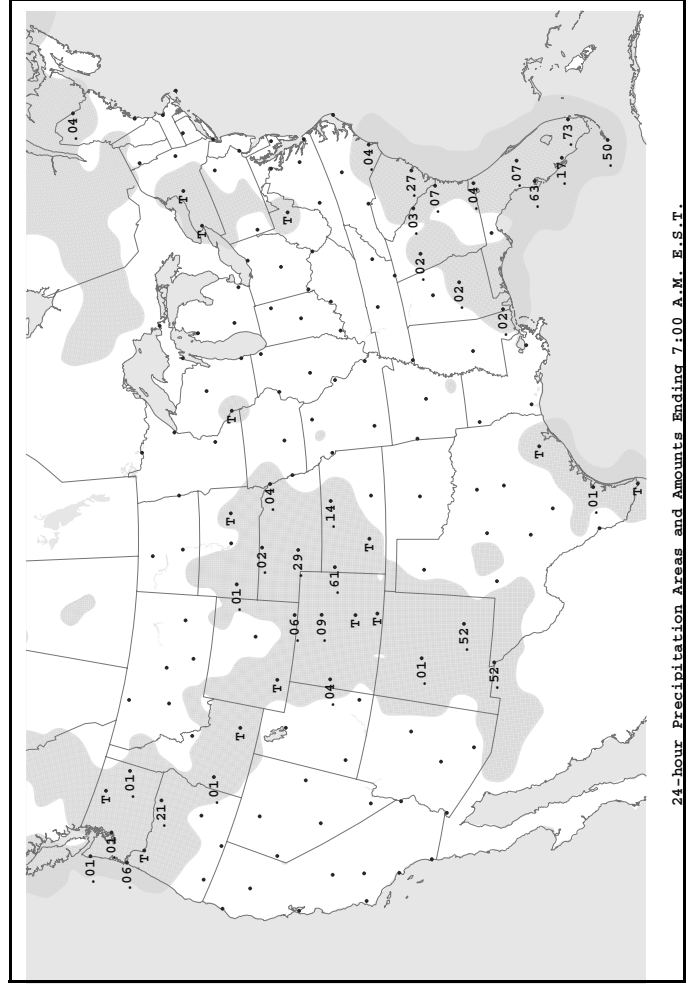 .04
.01
T
.01
.06
.01
T
.21
T
T
.01
T
T
.01
T
.02
.04
T
T
.06
.29
.09
.04
.14
.61
T
T
.04
T
.27
.03
.01
.02
.07
.02
.52
.04
.52
.02
.07
.63
T
.17
.73
.01
.50
T
24-hour Precipitation Areas and Amounts Ending 7:00 A.M. E.S.T.